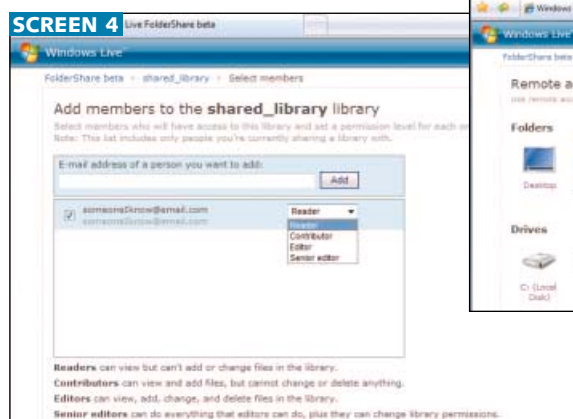 SCREEN 4
Live FolderShare beta
Windows Live™
FolderShare beta › shared_library › Select members
Add members to the shared_library library
Select members who will have access to this library and set a permission level for each
Note: This list includes only people you're currently sharing a library with.
E-mail address of a person you want to add:
Add
someoneIknow@email.com
someoneIknow@email.com
Reader
Reader
Contributor
Editor
Senior editor
Readers can view but can't add or change files in the library.
Contributors can view and add files, but cannot change or delete anything.
Editors can view, add, change, and delete files in the library.
Senior editors can do everything that editors can do, plus they can change library permissions.
Windows
Windows Live
FolderShare beta
Remote a
Folders
Desktop
Drives
C: (Local
Disk)